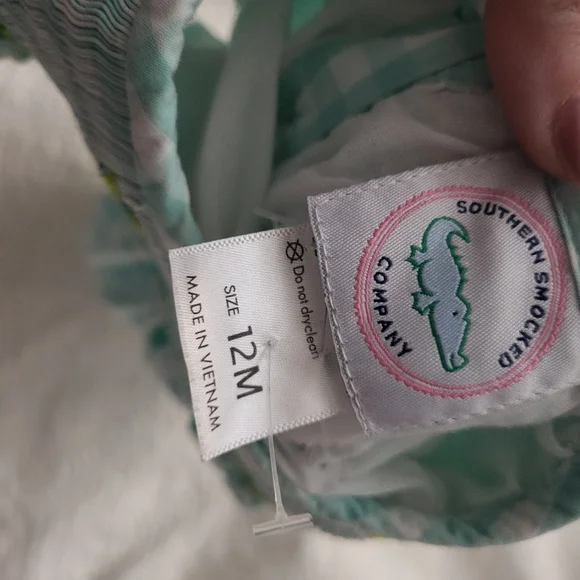 SOUTHERN SMOCKED
COMPANY
Do not dryclean
SIZE 12M
MADE IN VIETNAM